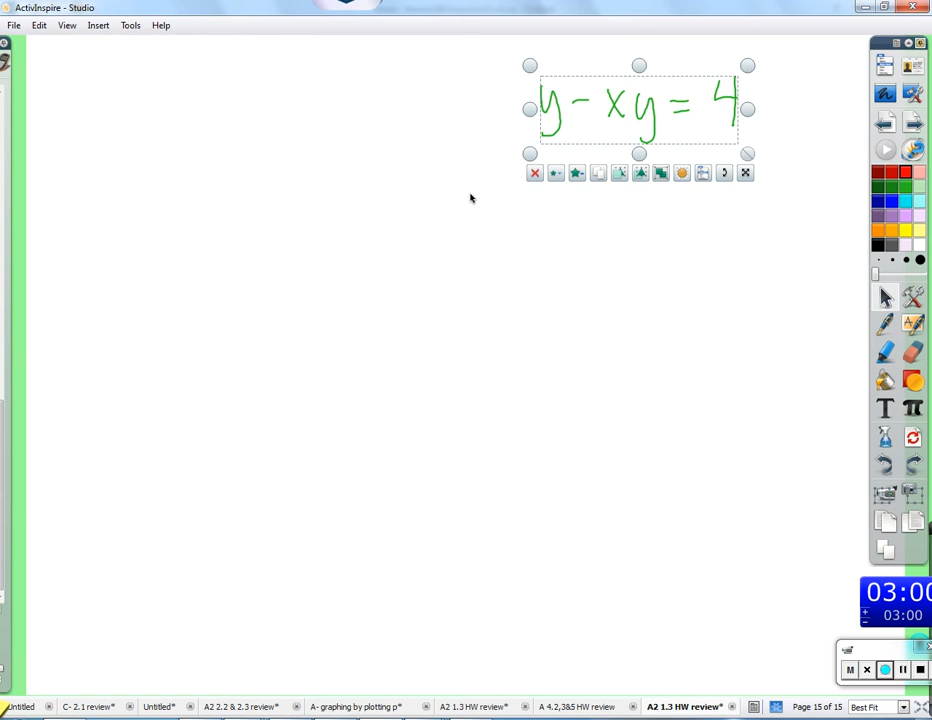 ActivInspire - Studio
File Edit View Insert Tools Help
y - xy = 4
03:00
03:00
M
Untitled C- 2.1 review* Untitled* A2 2.2 & 2.3 review* A- graphing by plotting p* A2 1.3 HW review* A 4.2,3&5 HW review A2 1.3 HW review* Page 15 of 15 Best Fit